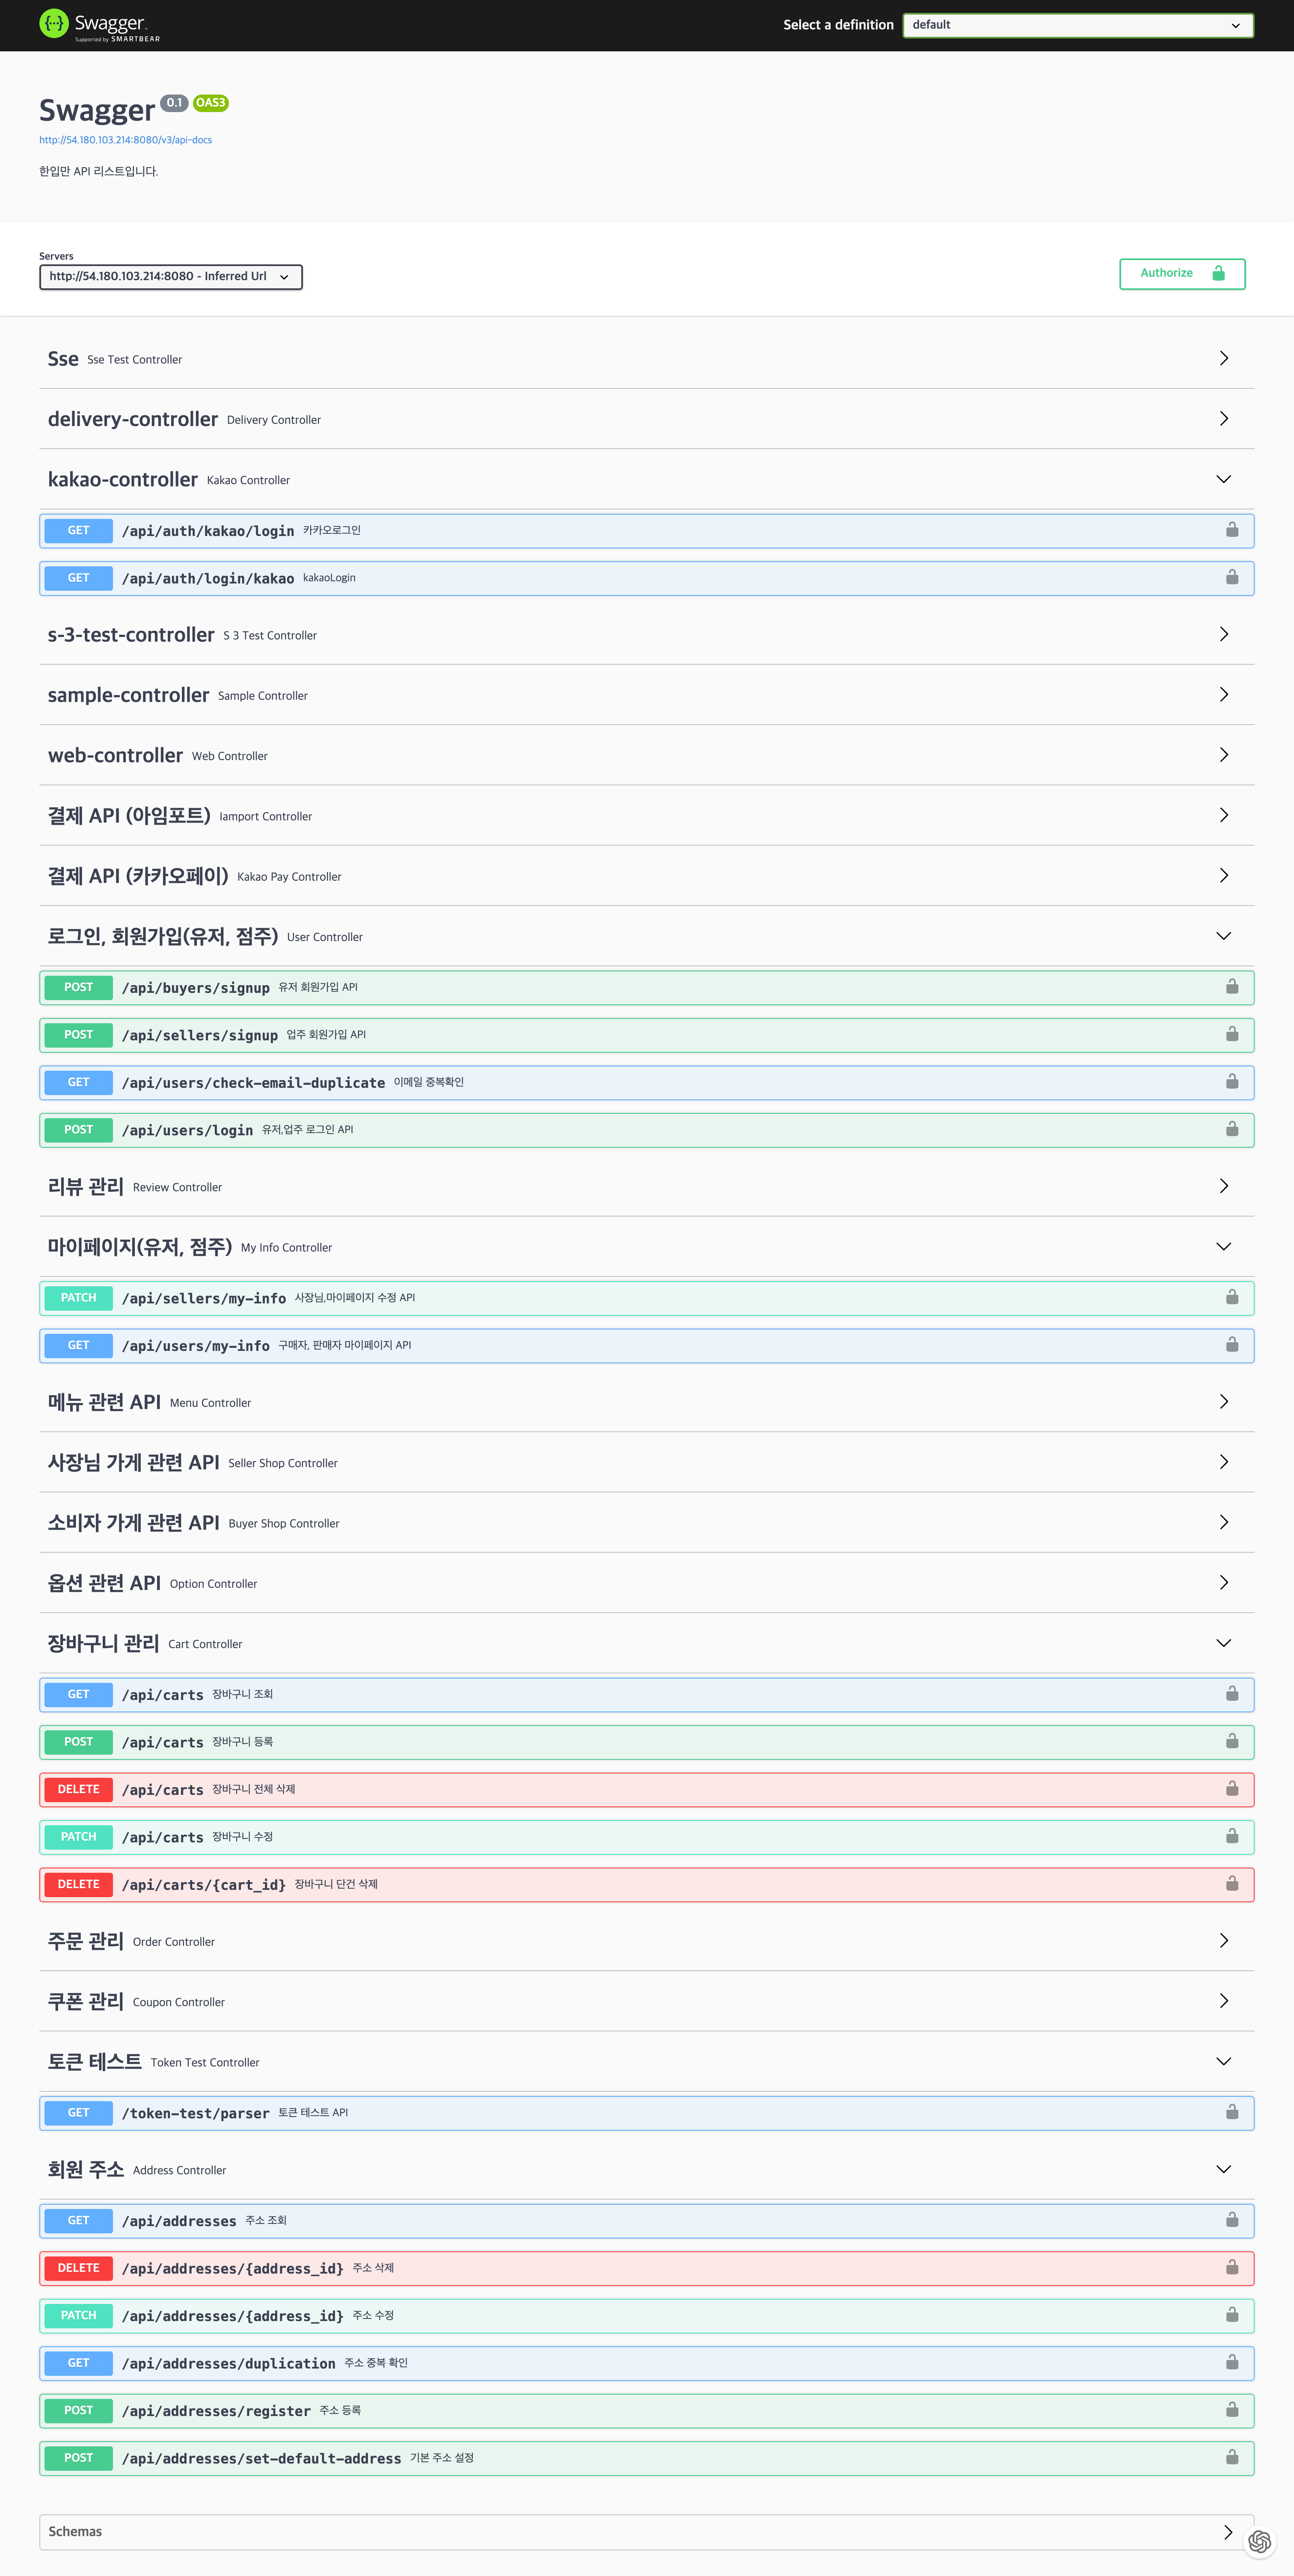 Swagger.
Supported by SMARTBEAR
Select a definition default
Swagger 0.1 OAS3
http://54.180.103.214:8080/v3/api-docs
한입만 API 리스트입니다.
Servers
http://54.180.103.214:8080 - Inferred Url
Authorize
Sse Sse Test Controller
delivery-controller Delivery Controller
kakao-controller Kakao Controller
GET /api/auth/kakao/login 카카오로그인
GET /api/auth/login/kakao kakaoLogin
s-3-test-controller S 3 Test Controller
sample-controller Sample Controller
web-controller Web Controller
결제 API (아임포트) Iamport Controller
결제 API (카카오페이) Kakao Pay Controller
로그인, 회원가입(유저, 점주) User Controller
POST /api/buyers/signup 유저 회원가입 API
POST /api/sellers/signup 업주 회원가입 API
GET /api/users/check-email-duplicate 이메일 중복확인
POST /api/users/login 유저,업주 로그인 API
리뷰 관리 Review Controller
마이페이지(유저, 점주) My Info Controller
PATCH /api/sellers/my-info 사장님,마이페이지 수정 API
GET /api/users/my-info 구매자, 판매자 마이페이지 API
메뉴 관련 API Menu Controller
사장님 가게 관련 API Seller Shop Controller
소비자 가게 관련 API Buyer Shop Controller
옵션 관련 API Option Controller
장바구니 관리 Cart Controller
GET /api/carts 장바구니 조회
POST /api/carts 장바구니 등록
DELETE /api/carts 장바구니 전체 삭제
PATCH /api/carts 장바구니 수정
DELETE /api/carts/{cart_id} 장바구니 단건 삭제
주문 관리 Order Controller
쿠폰 관리 Coupon Controller
토큰 테스트 Token Test Controller
GET /token-test/parser 토큰 테스트 API
회원 주소 Address Controller
GET /api/addresses 주소 조회
DELETE /api/addresses/{address_id} 주소 삭제
PATCH /api/addresses/{address_id} 주소 수정
GET /api/addresses/duplication 주소 중복 확인
POST /api/addresses/register 주소 등록
POST /api/addresses/set-default-address 기본 주소 설정
Schemas